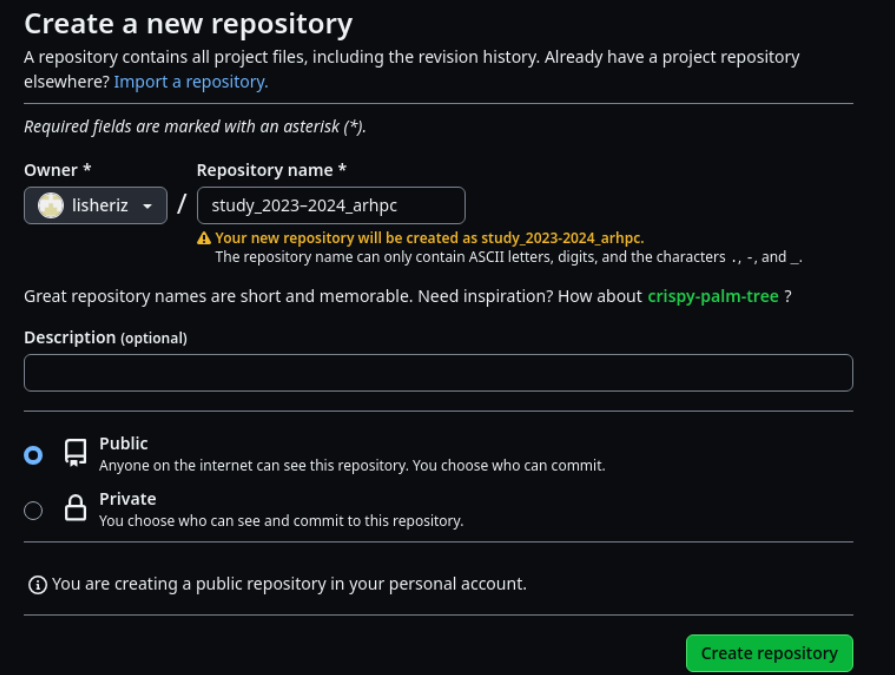 Create a new repository
A repository contains all project files, including the revision history. Already have a project repository
elsewhere? Import a repository.
Required fields are marked with an asterisk (*).
Owner * Repository name *
lisheriz / study_2023–2024_arhpc
Your new repository will be created as study_2023-2024_arhpc.
The repository name can only contain ASCII letters, digits, and the characters ., -, and _.
Great repository names are short and memorable. Need inspiration? How about crispy-palm-tree ?
Description (optional)
Public
Anyone on the internet can see this repository. You choose who can commit.
Private
You choose who can see and commit to this repository.
You are creating a public repository in your personal account.
Create repository